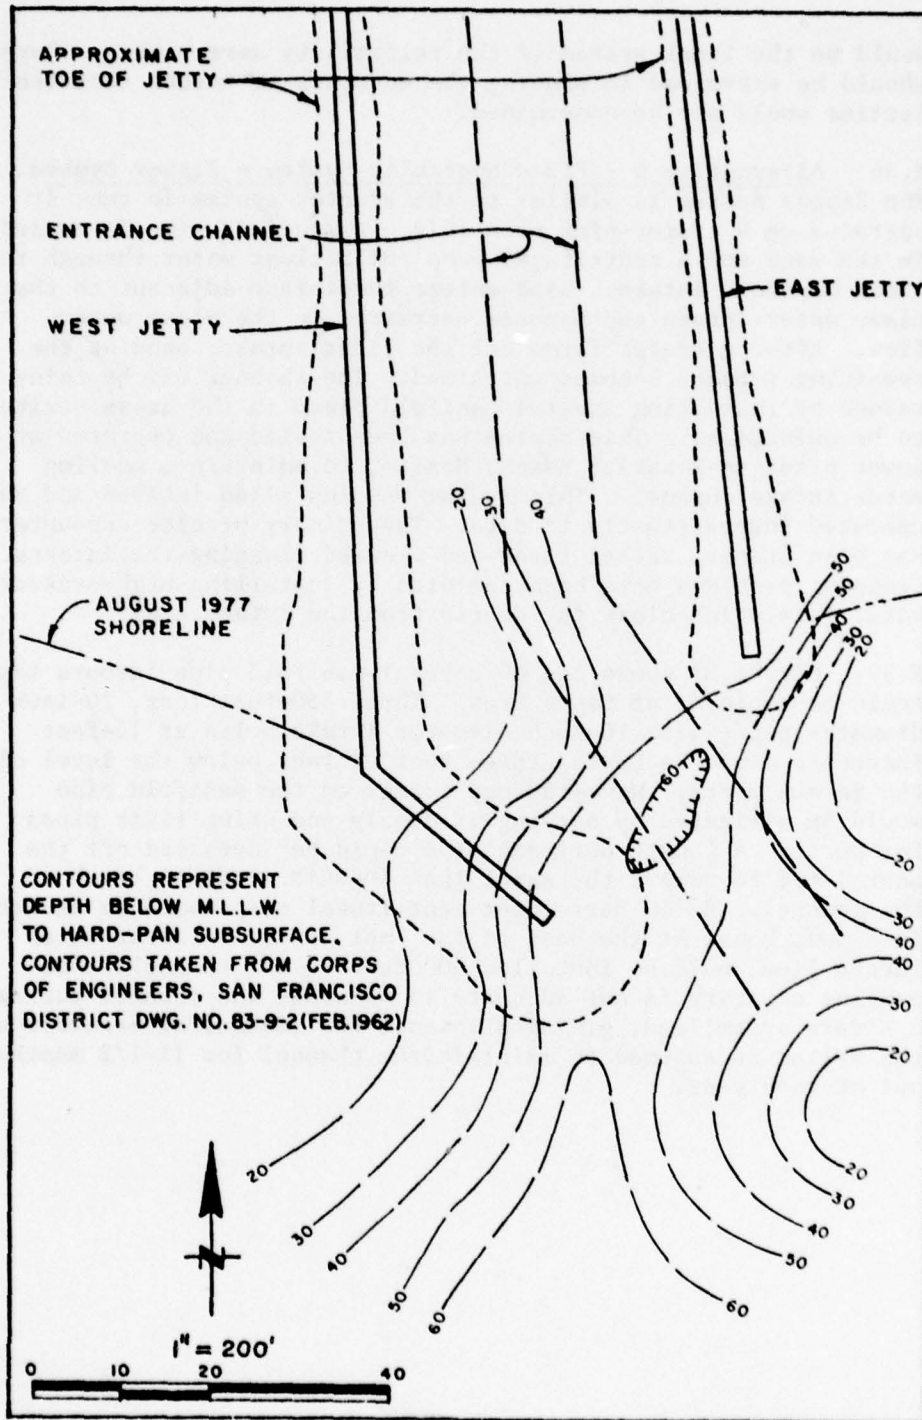 APPROXIMATE
TOE OF JETTY
ENTRANCE CHANNEL
EAST JETTY
WEST JETTY
20
30
40
50
50
40
30
20
AUGUST 1977
SHORELINE
60
20
30
40
40
30
20
CONTOURS REPRESENT
DEPTH BELOW M.L.L.W.
TO HARD-PAN SUBSURFACE.
CONTOURS TAKEN FROM CORPS
OF ENGINEERS, SAN FRANCISCO
DISTRICT DWG. NO. 83-9-2 (FEB.1962)
20
30
40
50
60
20
30
40
50
60
N
1" = 200'
0 10 20 40